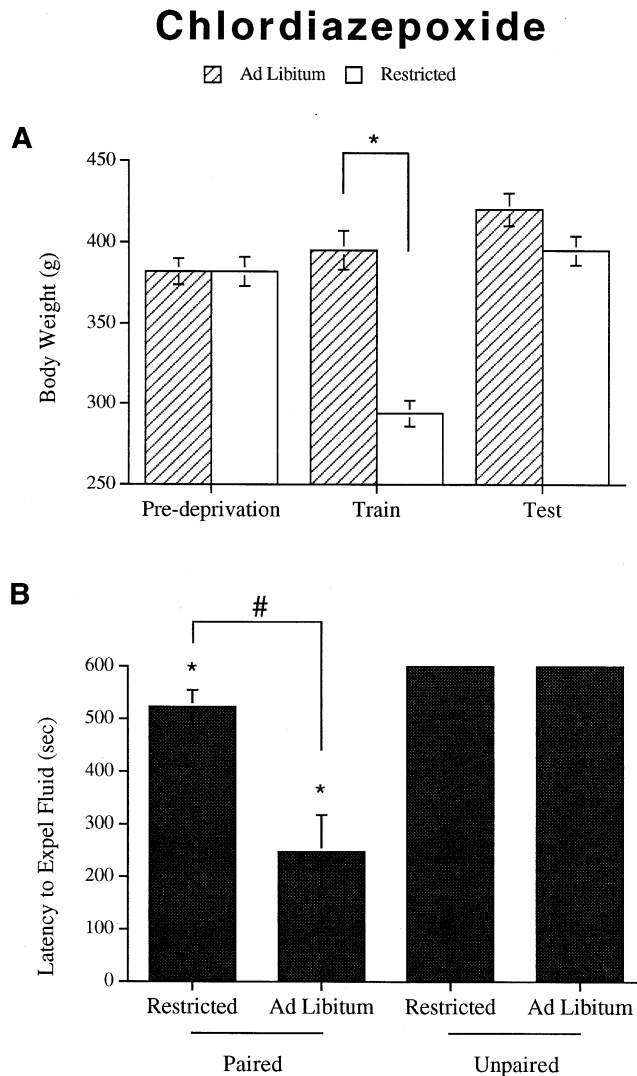 Chlordiazepoxide
Ad Libitum Restricted
A
*
450
400
350
300
250
Body Weight (g)
Pre-deprivation Train Test
B
#
*
*
600
500
400
300
200
100
0
Latency to Expel Fluid (sec)
Restricted Ad Libitum Restricted Ad Libitum
Paired Unpaired